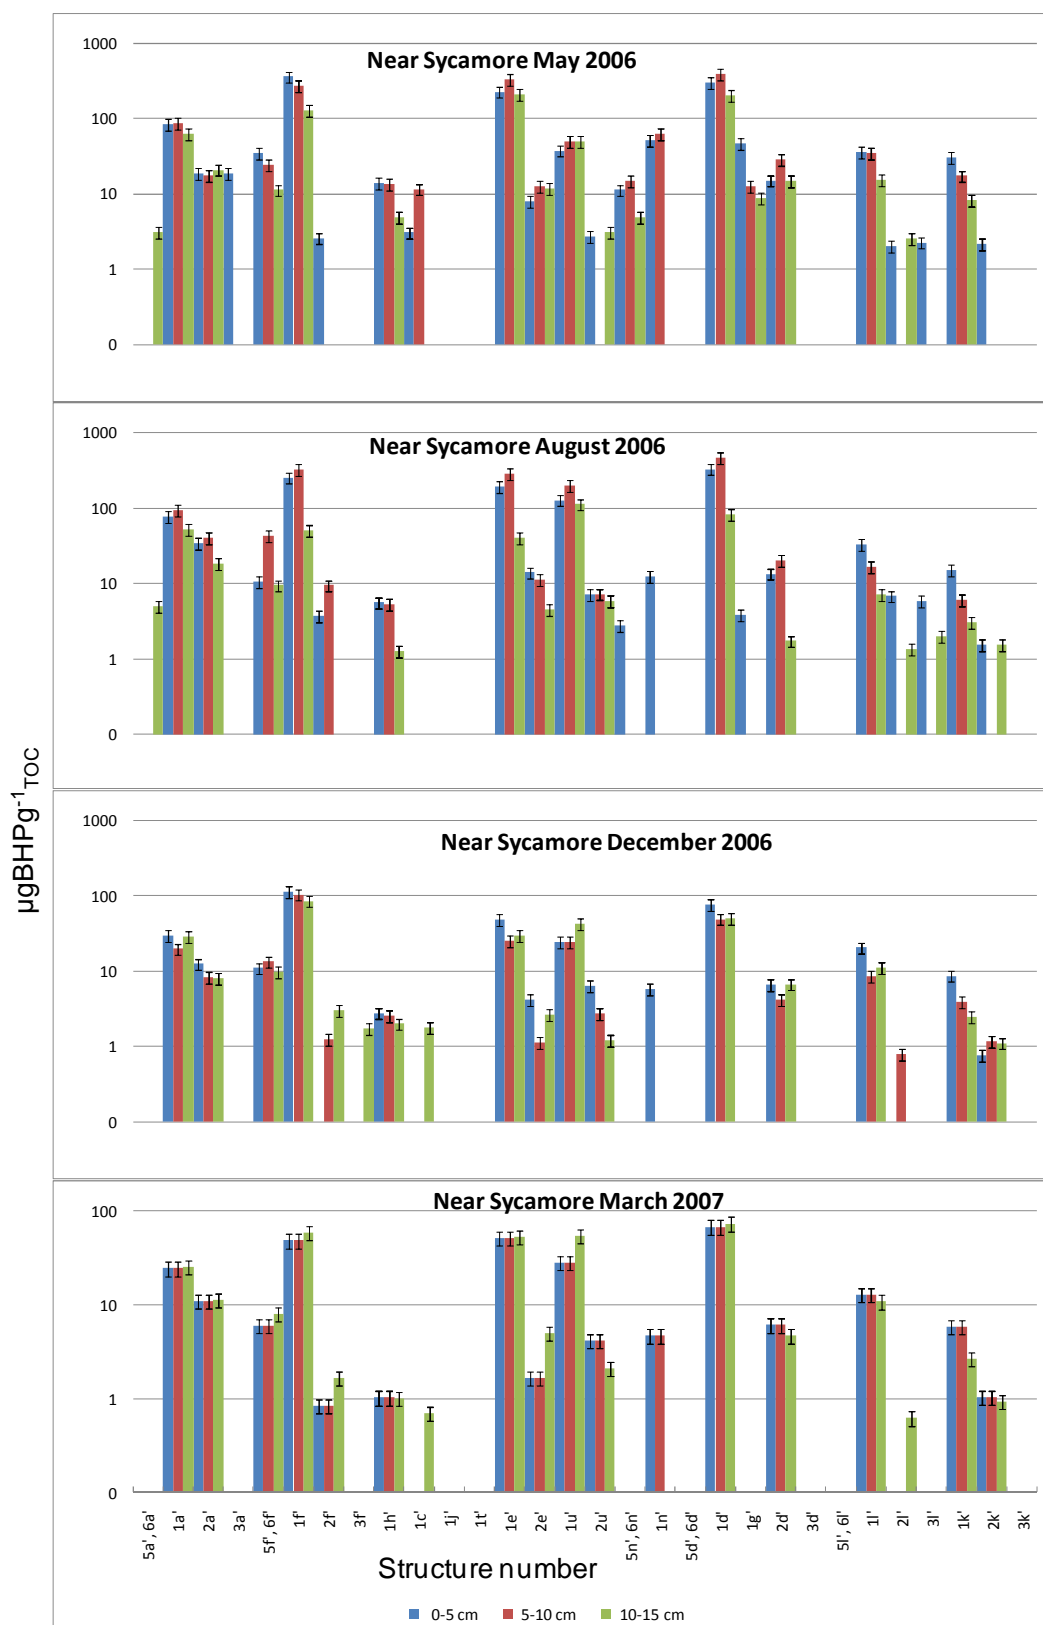 Near Sycamore May 2006
1000
100
10
1
0
Near Sycamore August 2006
1000
100
10
1
0
µgBHPg-1TOC
Near Sycamore December 2006
1000
100
10
1
0
Near Sycamore March 2007
100
10
1
0
5a', 6a'
1a'
2a'
3a'
5f', 6f'
1f'
2f'
3f'
1h'
1c'
1j'
1t'
1e'
2e'
1u'
2u'
5n', 6n'
1n'
5d', 6d'
1d'
1g'
2d'
3d'
5l', 6l'
1l'
2l'
3l'
1k'
2k'
3k'
Structure number
0-5 cm 5-10 cm 10-15 cm